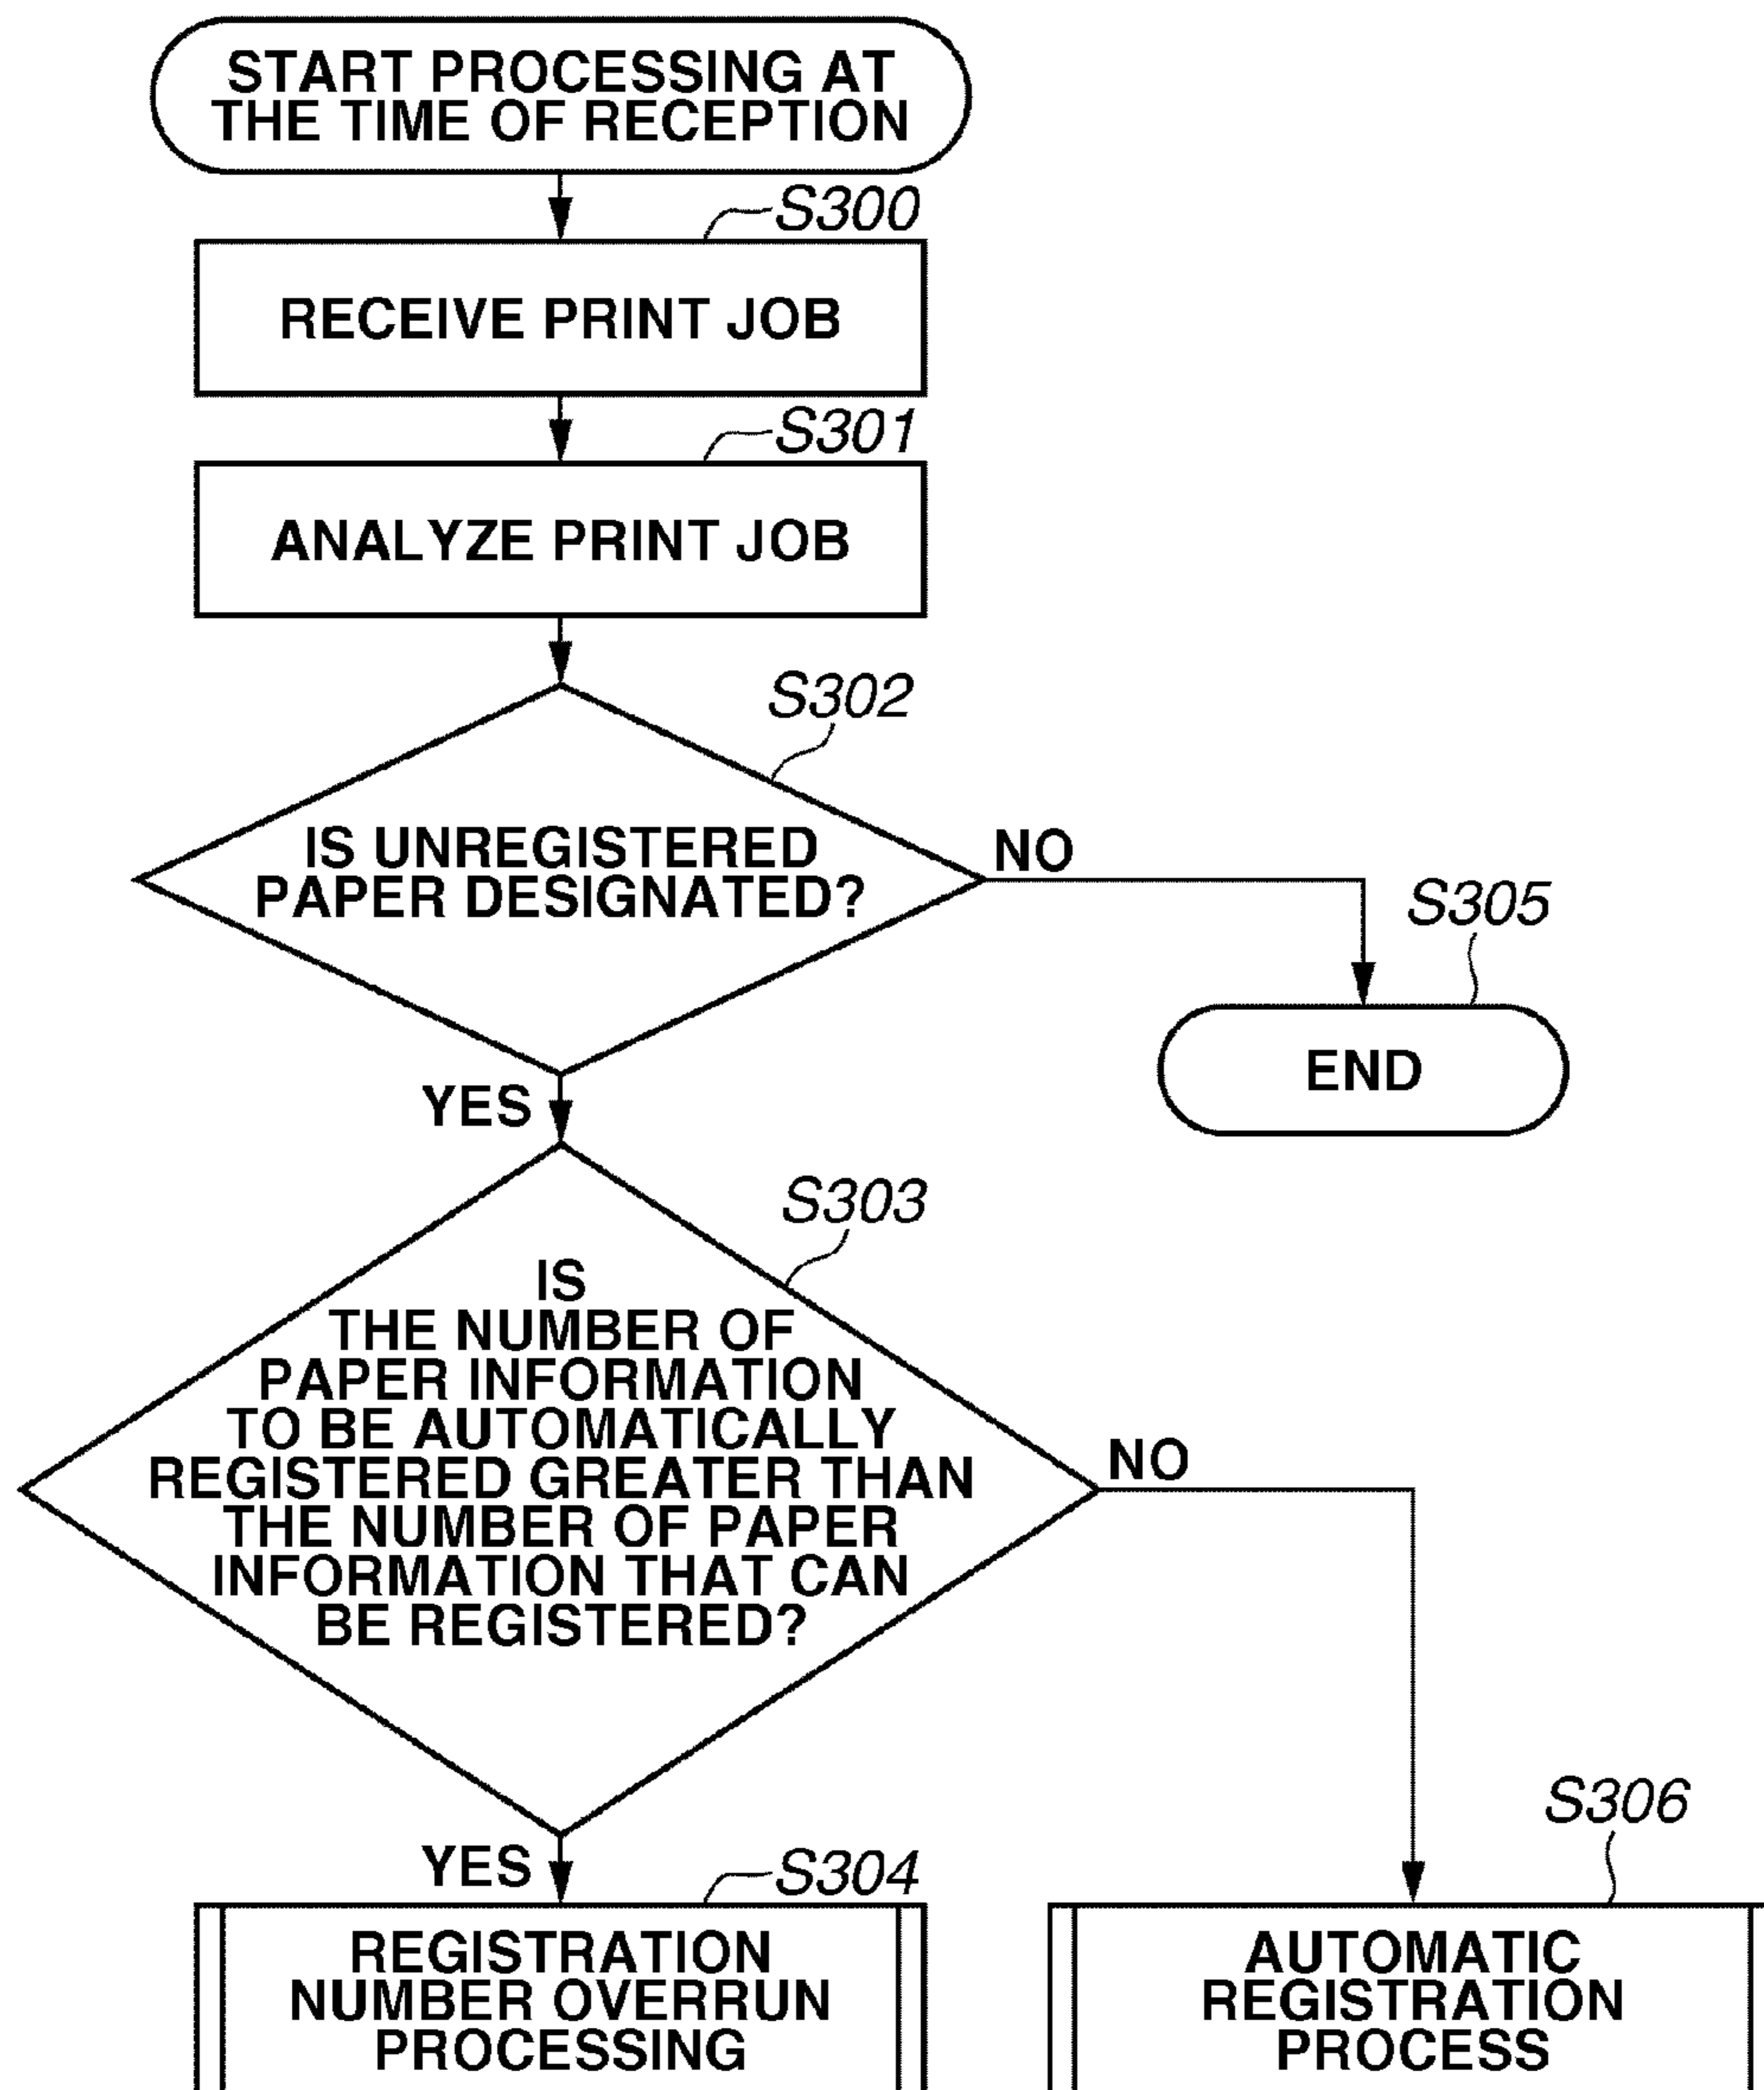 START PROCESSING AT
THE TIME OF RECEPTION
S300
RECEIVE PRINT JOB
S301
ANALYZE PRINT JOB
S302
IS UNREGISTERED
PAPER DESIGNATED?
NO
S305
END
YES
S303
IS
THE NUMBER OF
PAPER INFORMATION
TO BE AUTOMATICALLY
REGISTERED GREATER THAN
THE NUMBER OF PAPER
INFORMATION THAT CAN
BE REGISTERED?
NO
YES
S304
REGISTRATION
NUMBER OVERRUN
PROCESSING
S306
AUTOMATIC
REGISTRATION
PROCESS